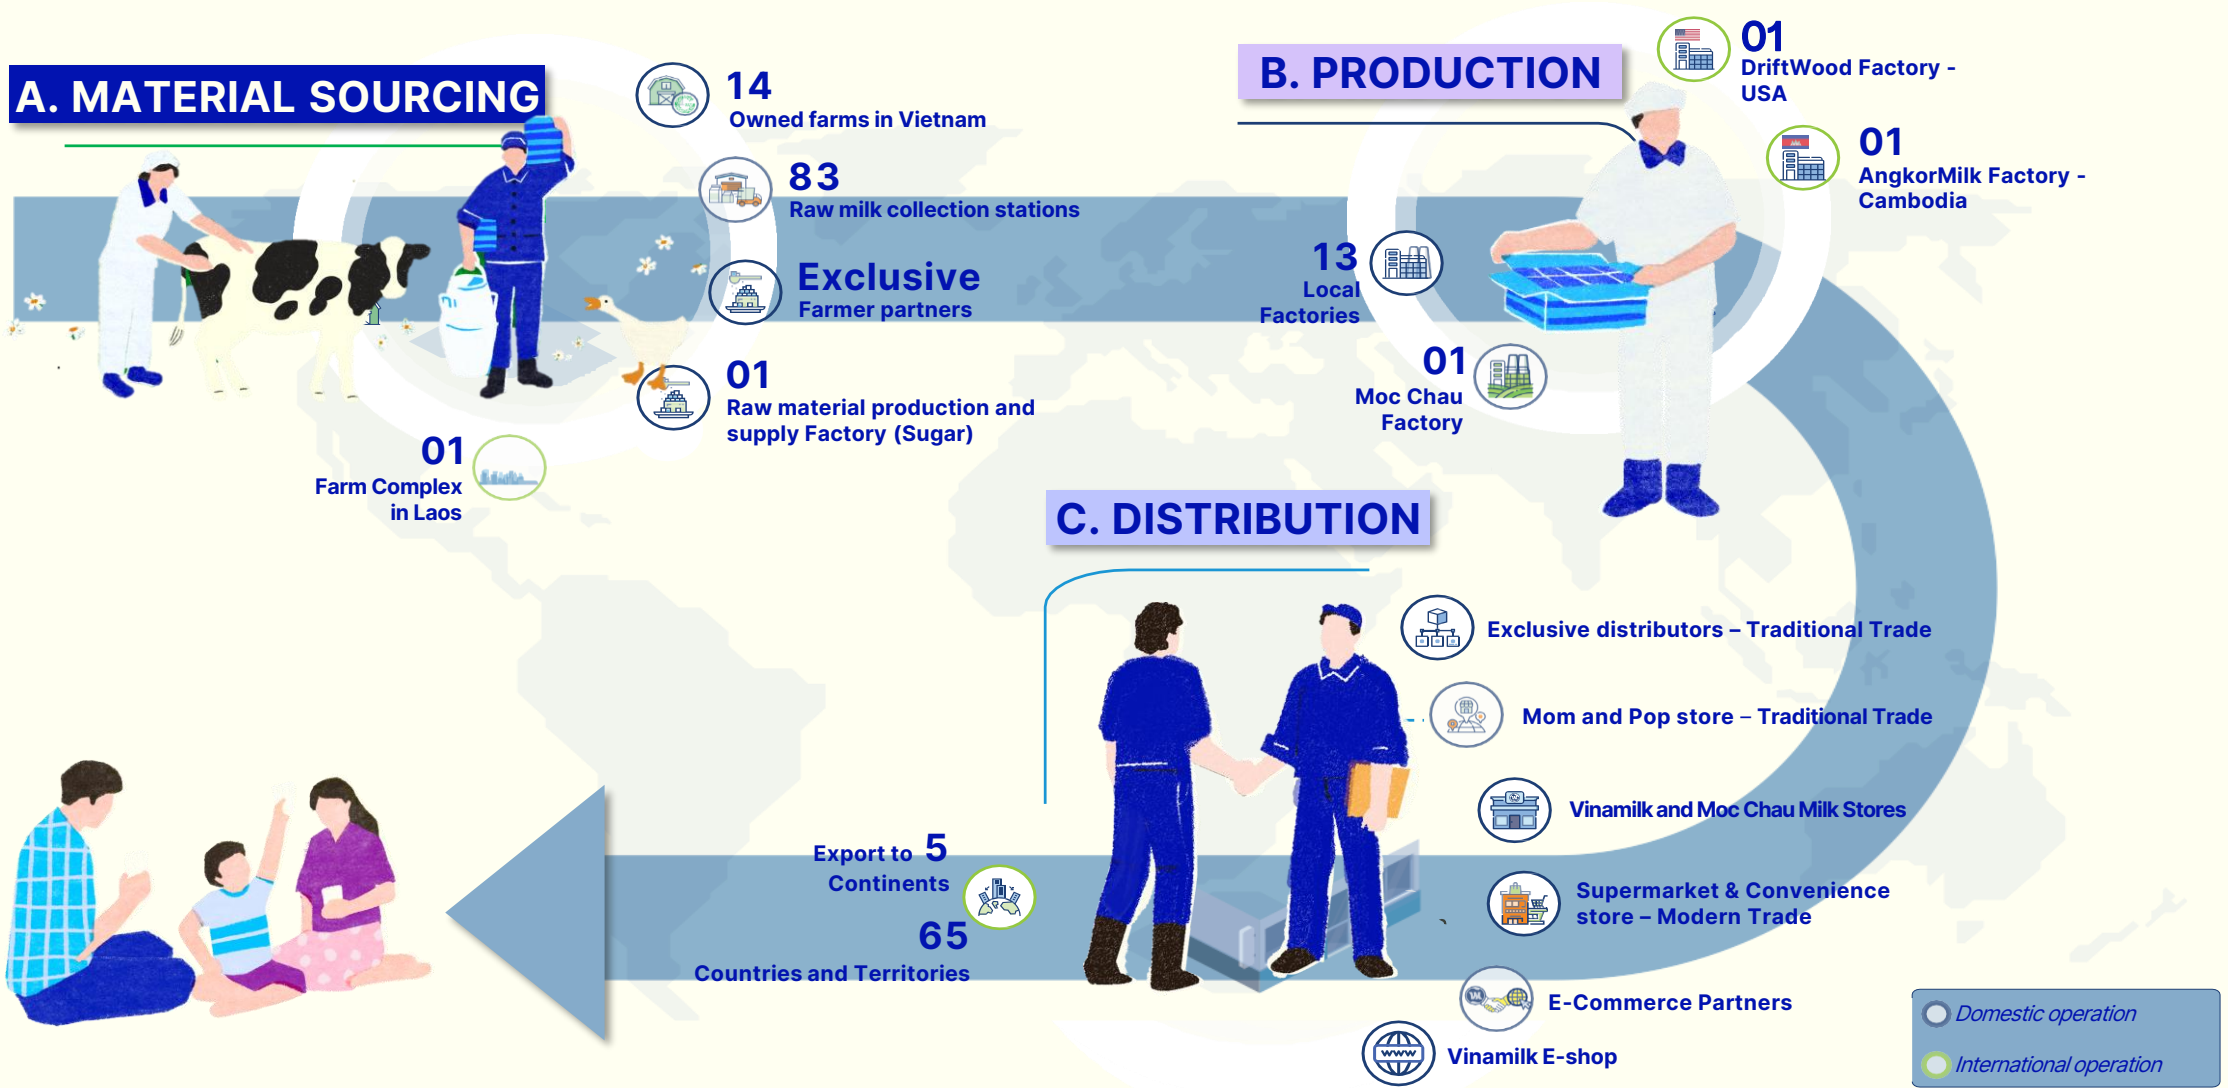 A. MATERIAL SOURCING
14
Owned farms in Vietnam
83
Raw milk collection stations
Exclusive
Farmer partners
01
Raw material production and
supply Factory (Sugar)
01
Farm Complex
in Laos
B. PRODUCTION
01
DriftWood Factory -
USA
01
AngkorMilk Factory -
Cambodia
13
Local
Factories
01
Moc Chau
Factory
C. DISTRIBUTION
Exclusive distributors – Traditional Trade
Mom and Pop store – Traditional Trade
Vinamilk and Moc Chau Milk Stores
Supermarket & Convenience
store – Modern Trade
E-Commerce Partners
www
Vinamilk E-shop
Export to 5
Continents
65
Countries and Territories
Domestic operation
International operation